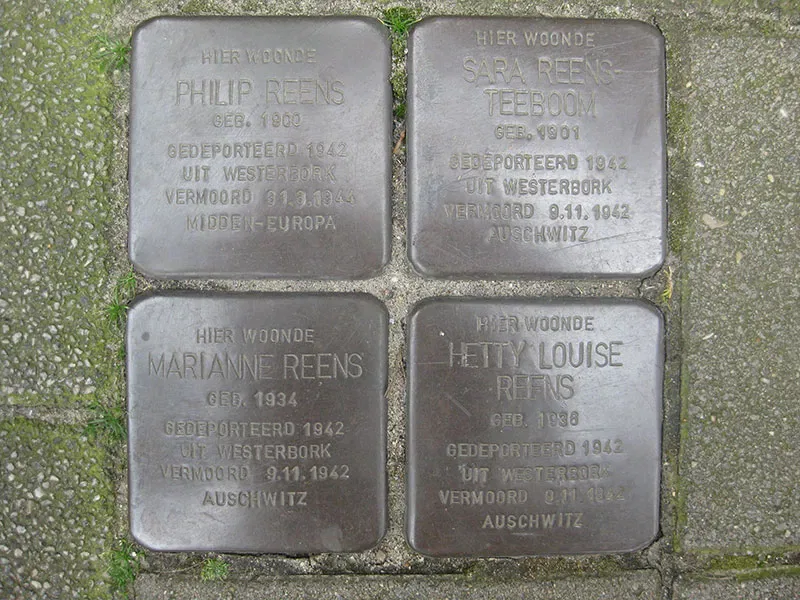 HIER WOONDE
PHILIP REENS
GEB. 1900
GEDEPORTEERD 1942
UIT WESTERBORK
VERMOORD 31.3.1944
MIDDEN-EUROPA
HIER WOONDE
SARA REENS-
TEEBOOM
GEB. 1901
GEDEPORTEERD 1942
UIT WESTERBORK
VERMOORD 9.11.1942
AUSCHWITZ
HIER WOONDE
MARIANNE REENS
GEB. 1934
GEDEPORTEERD 1942
UIT WESTERBORK
VERMOORD 9.11.1942
AUSCHWITZ
HIER WOONDE
HETTY LOUISE
REENS
GEB. 1936
GEDEPORTEERD 1942
UIT WESTERBORK
VERMOORD 9.11.1942
AUSCHWITZ